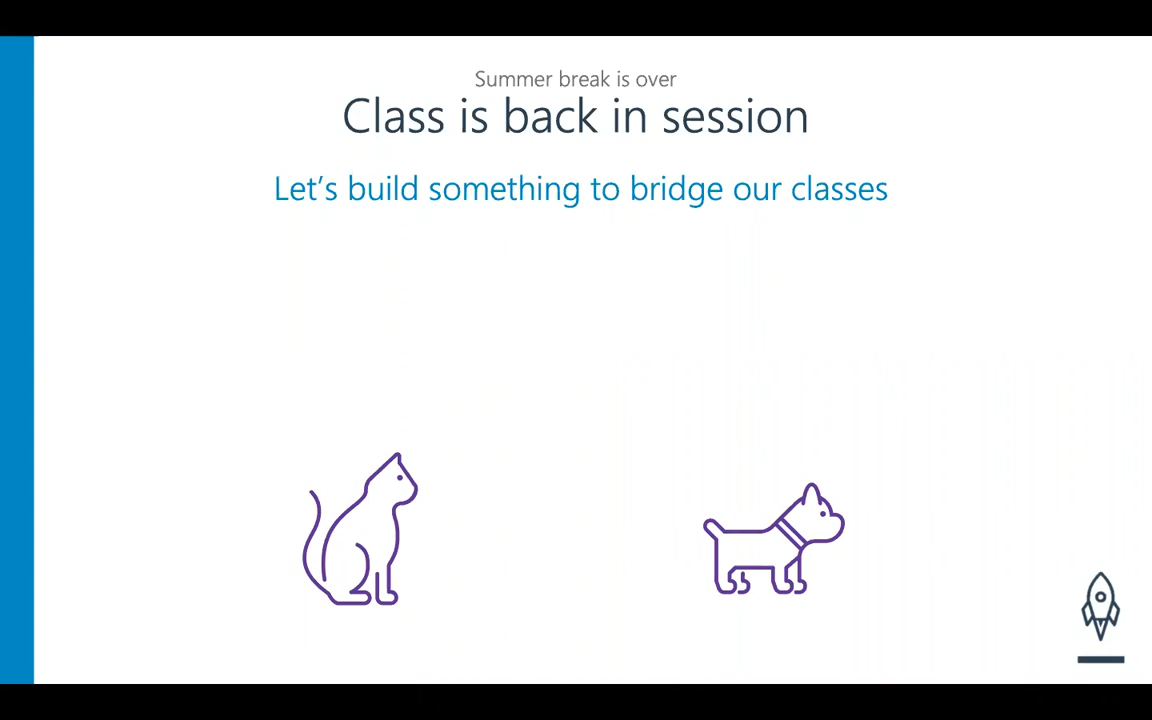 Summer break is over
Class is back in session
Let's build something to bridge our classes